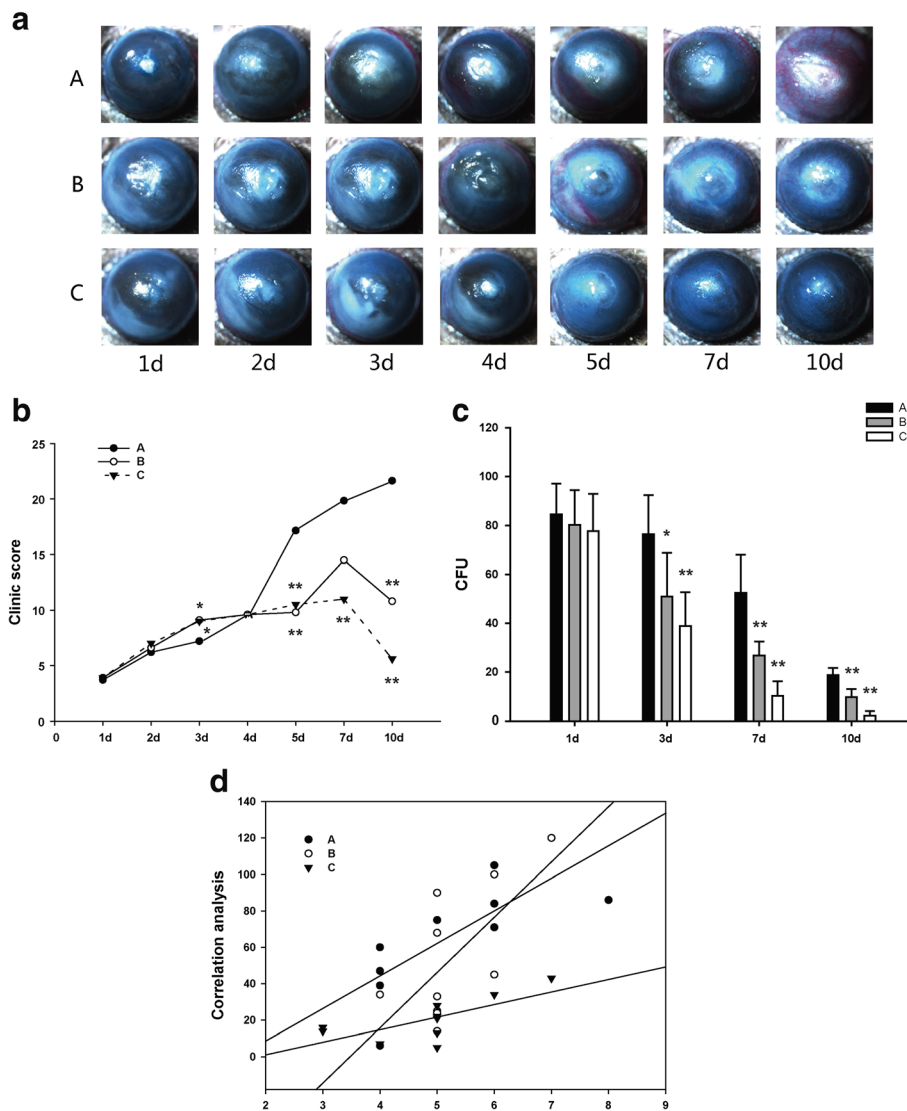 a
A
B
C
1d 2d 3d 4d 5d 7d 10d
b
A
B
C
Clinic score
25
20
15
10
5
0
*
*
**
**
**
**
**
0 1d 2d 3d 4d 5d 7d 10d
c
A
B
C
CFU
120
100
80
60
40
20
0
*
**
**
**
**
**
1d 3d 7d 10d
d
A
B
C
Correlation analysis
140
120
100
80
60
40
20
0
2 3 4 5 6 7 8 9